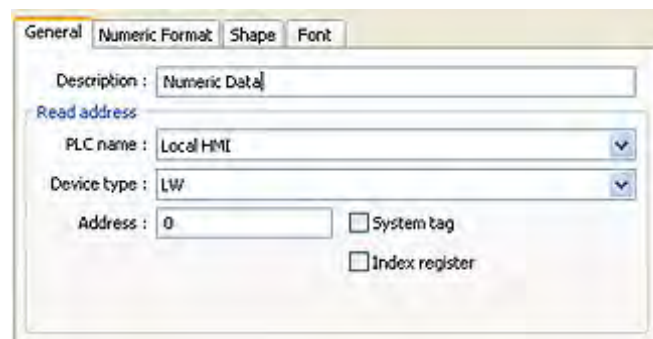 General Numeric Format Shape Font
Description : Numeric Data
Read address
PLC name : Local HMI
Device type : LW
Address : 0 System tag
Index register